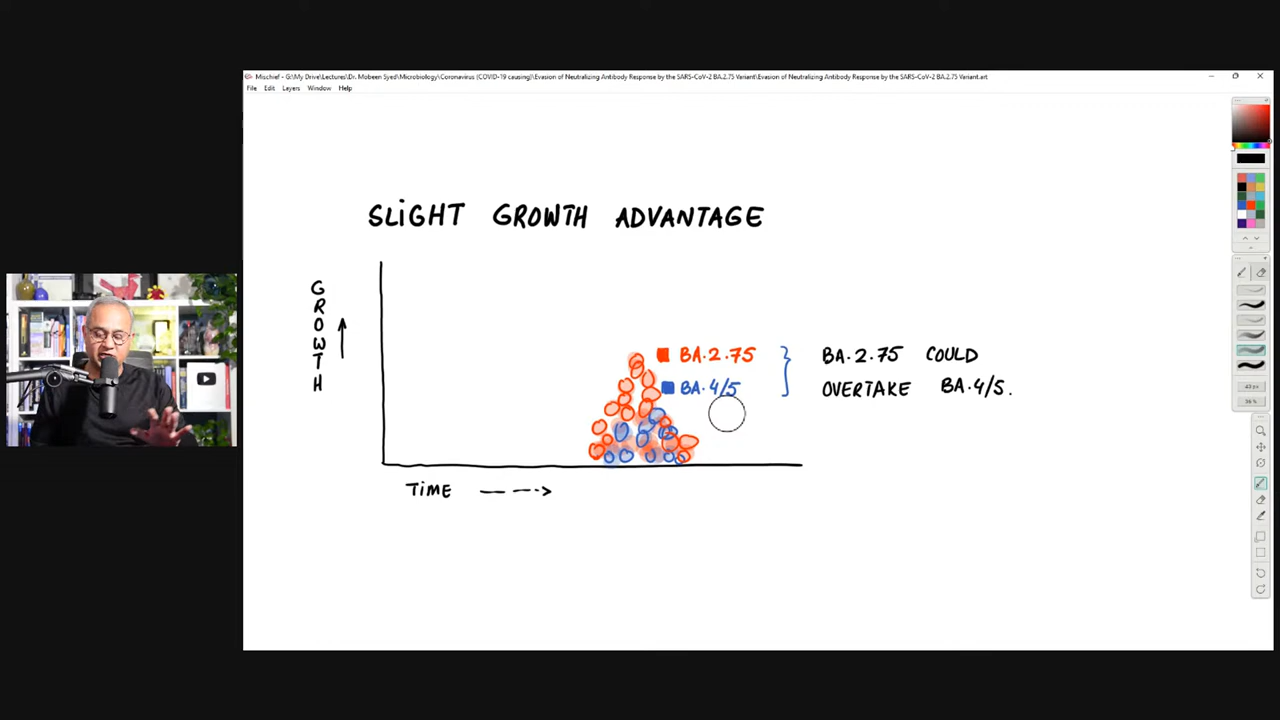 Mischief - G:\My Drive\Lectures\Dr. Mobeen Syed\Microbiology\Coronavirus (COVID-19 causing)\Evasion of Neutralizing Antibody Response by the SARS-CoV-2 BA.2.75 Variant\Evasion of Neutralizing Antibody Response by the SARS-CoV-2 BA.2.75 Variant.art
File Edit Layers Window Help
SLiGHT GROWTH ADVANTAGE
GROWTH
BA.2.75
BA.4/5
BA.2.75 COULD
OVERTAKE BA.4/5.
TiME